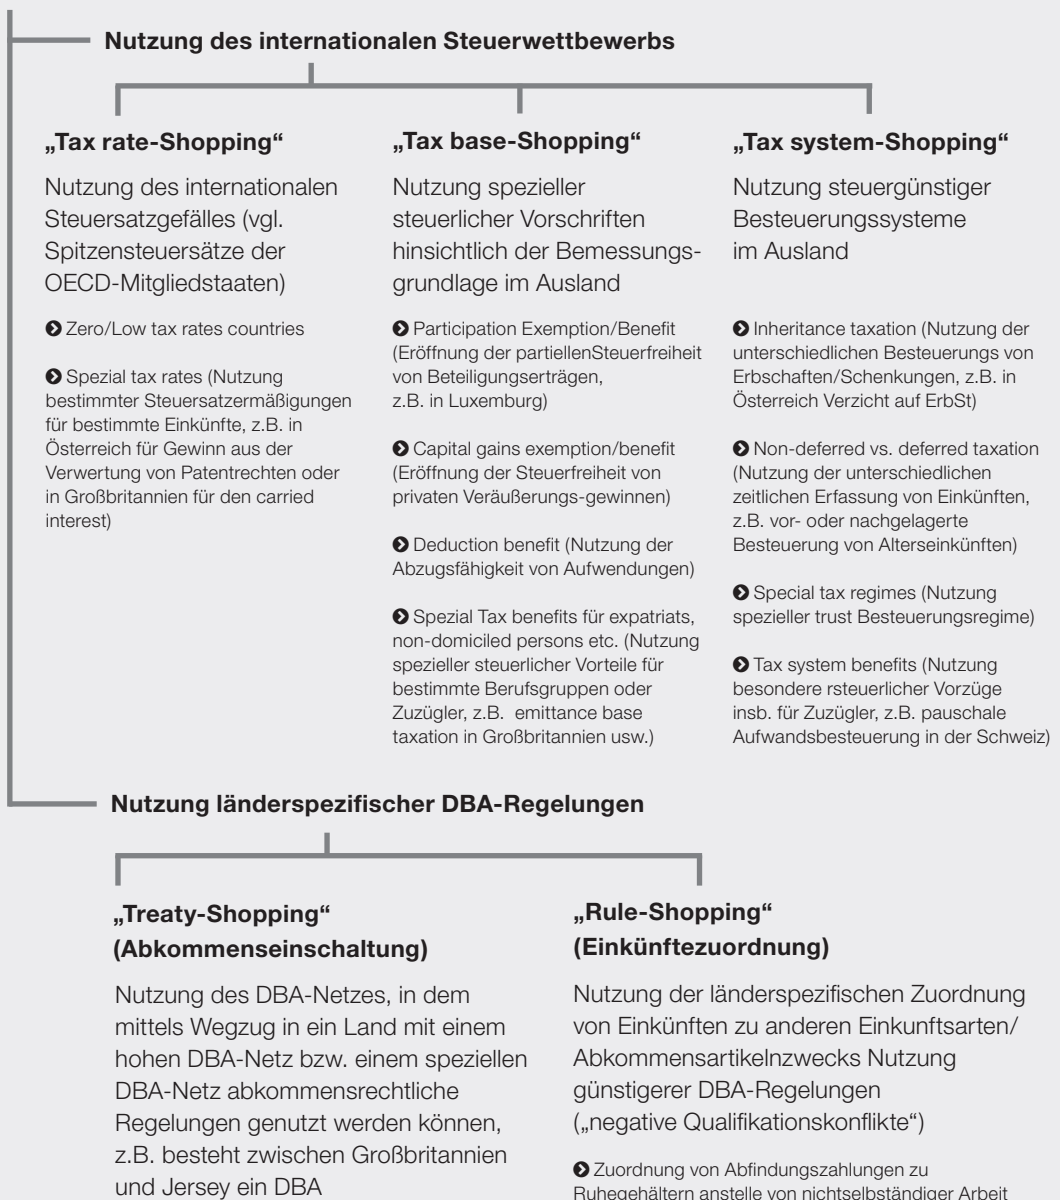 Nutzung des internationalen Steuerwettbewerbs
„Tax rate-Shopping“
Nutzung des internationalen
Steuersatzgefälles (vgl.
Spitzensteuersätze der
OECD-Mitgliedstaaten)
Zero/Low tax rates countries
Spezial tax rates (Nutzung
bestimmter Steuersatzermäßigungen
für bestimmte Einkünfte, z.B. in
Österreich für Gewinn aus der
Verwertung von Patentrechten oder
in Großbritannien für den carried
interest)
„Tax base-Shopping“
Nutzung spezieller
steuerlicher Vorschriften
hinsichtlich der Bemessungs-
grundlage im Ausland
Participation Exemption/Benefit
(Eröffnung der partiellenSteuerfreiheit
von Beteiligungserträgen,
z.B. in Luxemburg)
Capital gains exemption/benefit
(Eröffnung der Steuerfreiheit von
privaten Veräußerungs-gewinnen)
Deduction benefit (Nutzung der
Abzugsfähigkeit von Aufwendungen)
Spezial Tax benefits für expatriats,
non-domiciled persons etc. (Nutzung
spezieller steuerlicher Vorteile für
bestimmte Berufsgruppen oder
Zuzügler, z.B. emittance base
taxation in Großbritannien usw.)
„Tax system-Shopping“
Nutzung steuergünstiger
Besteuerungssysteme
im Ausland
Inheritance taxation (Nutzung der
unterschiedlichen Besteuerungs von
Erbschaften/Schenkungen, z.B. in
Österreich Verzicht auf ErbSt)
Non-deferred vs. deferred taxation
(Nutzung der unterschiedlichen
zeitlichen Erfassung von Einkünften,
z.B. vor- oder nachgelagerte
Besteuerung von Alterseinkünften)
Special tax regimes (Nutzung
spezieller trust Besteuerungsregime)
Tax system benefits (Nutzung
besondere rsteuerlicher Vorzüge
insb. für Zuzügler, z.B. pauschale
Aufwandsbesteuerung in der Schweiz)
Nutzung länderspezifischer DBA-Regelungen
„Treaty-Shopping“
(Abkommenseinschaltung)
Nutzung des DBA-Netzes, in dem
mittels Wegzug in ein Land mit einem
hohen DBA-Netz bzw. einem speziellen
DBA-Netz abkommensrechtliche
Regelungen genutzt werden können,
z.B. besteht zwischen Großbritannien
und Jersey ein DBA
„Rule-Shopping“
(Einkünftezuordnung)
Nutzung der länderspezifischen Zuordnung
von Einkünften zu anderen Einkunftsarten/
Abkommensartikelnzwecks Nutzung
günstigerer DBA-Regelungen
(„negative Qualifikationskonflikte“)
Zuordnung von Abfindungszahlungen zu
Ruhegehältern anstelle von nichtselbständiger Arbeit